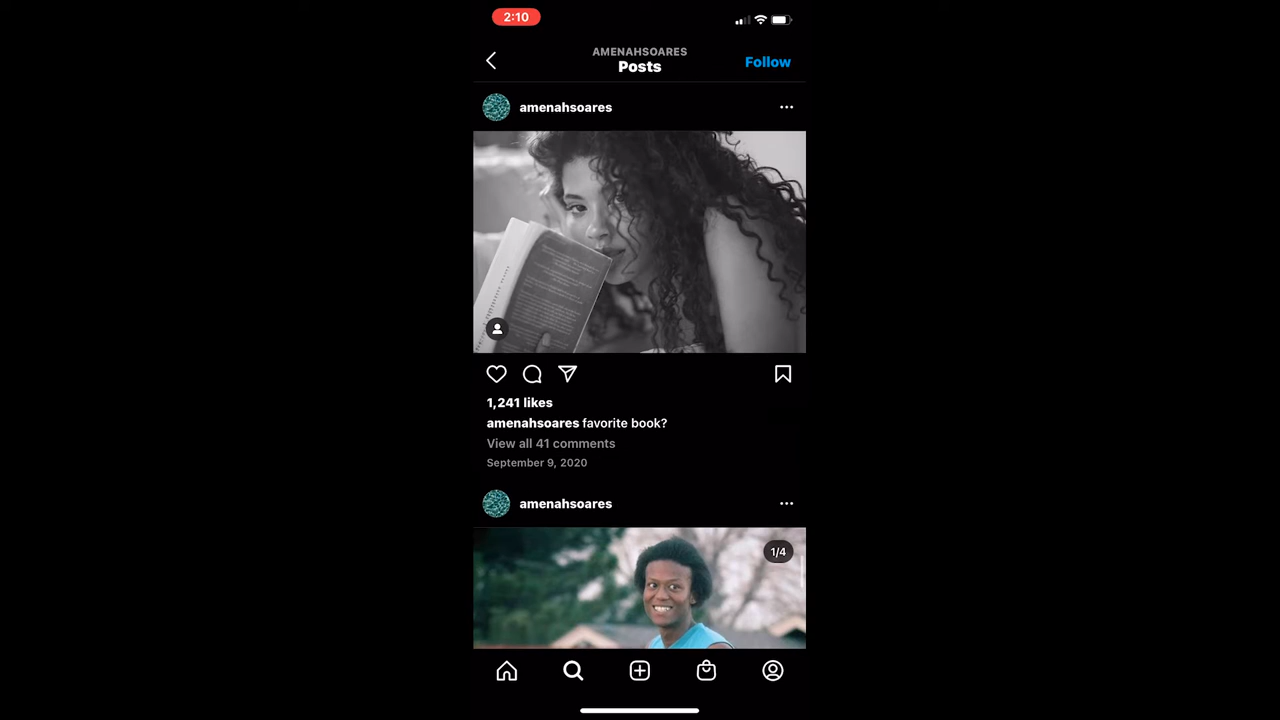 2:10
AMENAHSOARES
Posts
Follow
amenahsoares
1,241 likes
amenahsoares favorite book?
View all 41 comments
September 9, 2020
amenahsoares
1/4